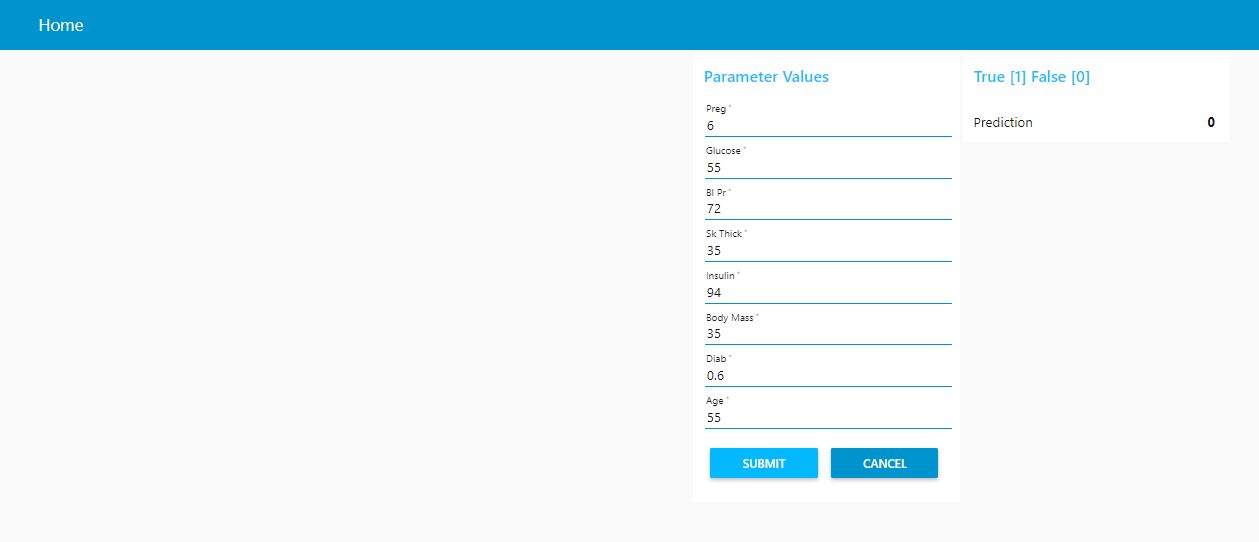 Home
Parameter Values
Preg *
6
Glucose *
55
Bl Pr *
72
Sk Thick *
35
Insulin *
94
Body Mass *
35
Diab *
0.6
Age *
55
SUBMIT CANCEL
True [1] False [0]
Prediction 0